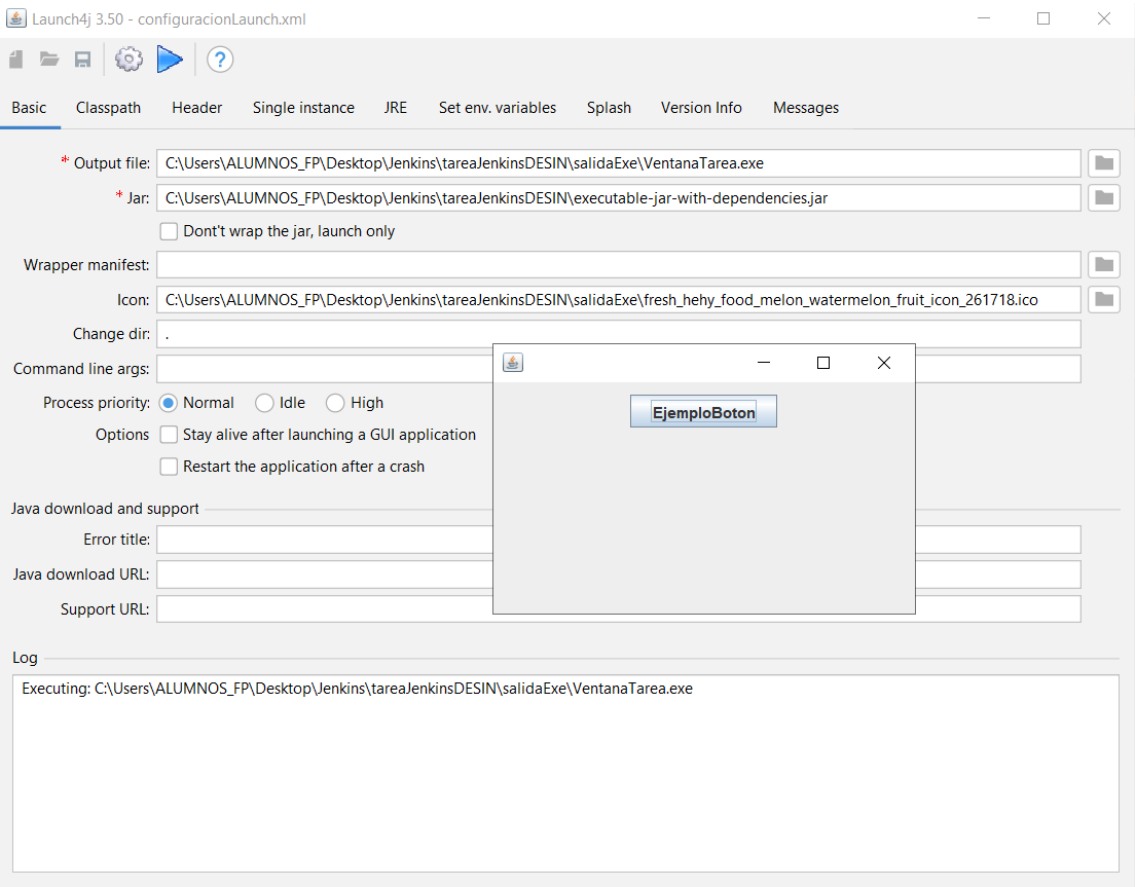 Launch4j 3.50 - configuracionLaunch.xml
Basic Classpath Header Single instance JRE Set env. variables Splash Version Info Messages
* Output file: C:\Users\ALUMNOS_FP\Desktop\Jenkins\tareaJenkinsDESIN\salidaExe\VentanaTarea.exe
* Jar: C:\Users\ALUMNOS_FP\Desktop\Jenkins\tareaJenkinsDESIN\executable-jar-with-dependencies.jar
Dont't wrap the jar, launch only
Wrapper manifest:
Icon: C:\Users\ALUMNOS_FP\Desktop\Jenkins\tareaJenkinsDESIN\salidaExe\fresh_hehy_food_melon_watermelon_fruit_icon_261718.ico
Change dir: .
Command line args:
Process priority: Normal Idle High
EjemploBoton
Options Stay alive after launching a GUI application
Restart the application after a crash
Java download and support
Error title:
Java download URL:
Support URL:
Log
Executing: C:\Users\ALUMNOS_FP\Desktop\Jenkins\tareaJenkinsDESIN\salidaExe\VentanaTarea.exe